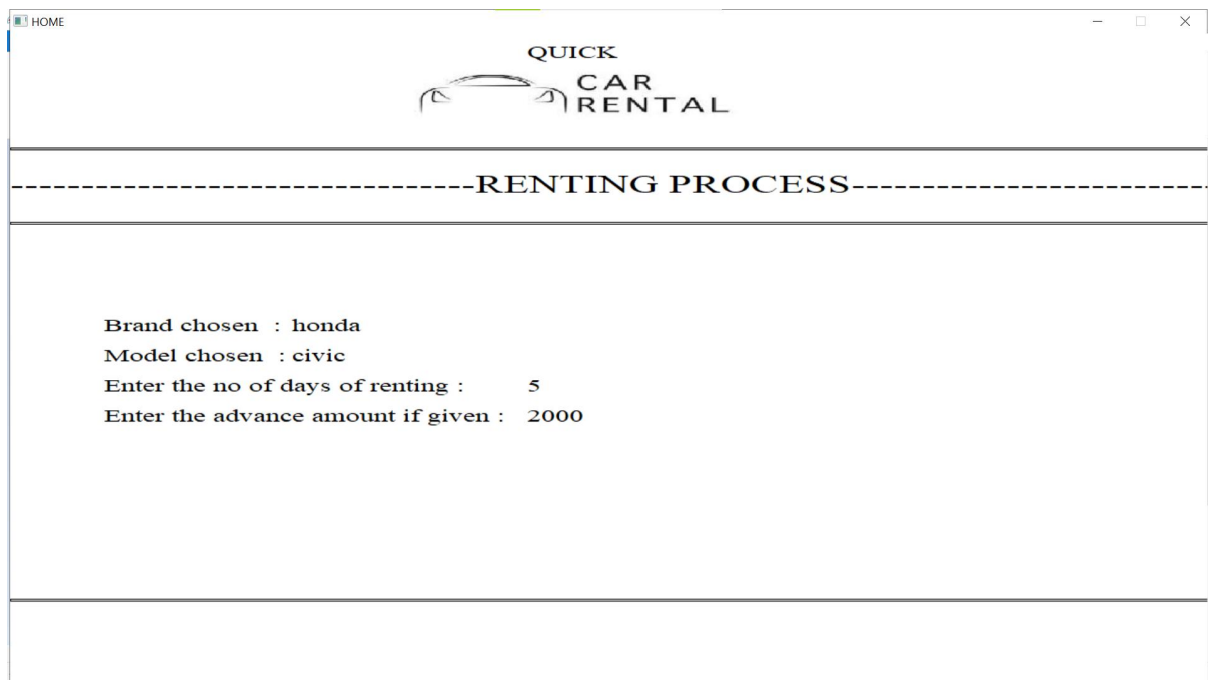 HOME
QUICK
CAR
RENTAL
---------------------------------RENTING PROCESS-------------------------
Brand chosen : honda
Model chosen : civic
Enter the no of days of renting : 5
Enter the advance amount if given : 2000